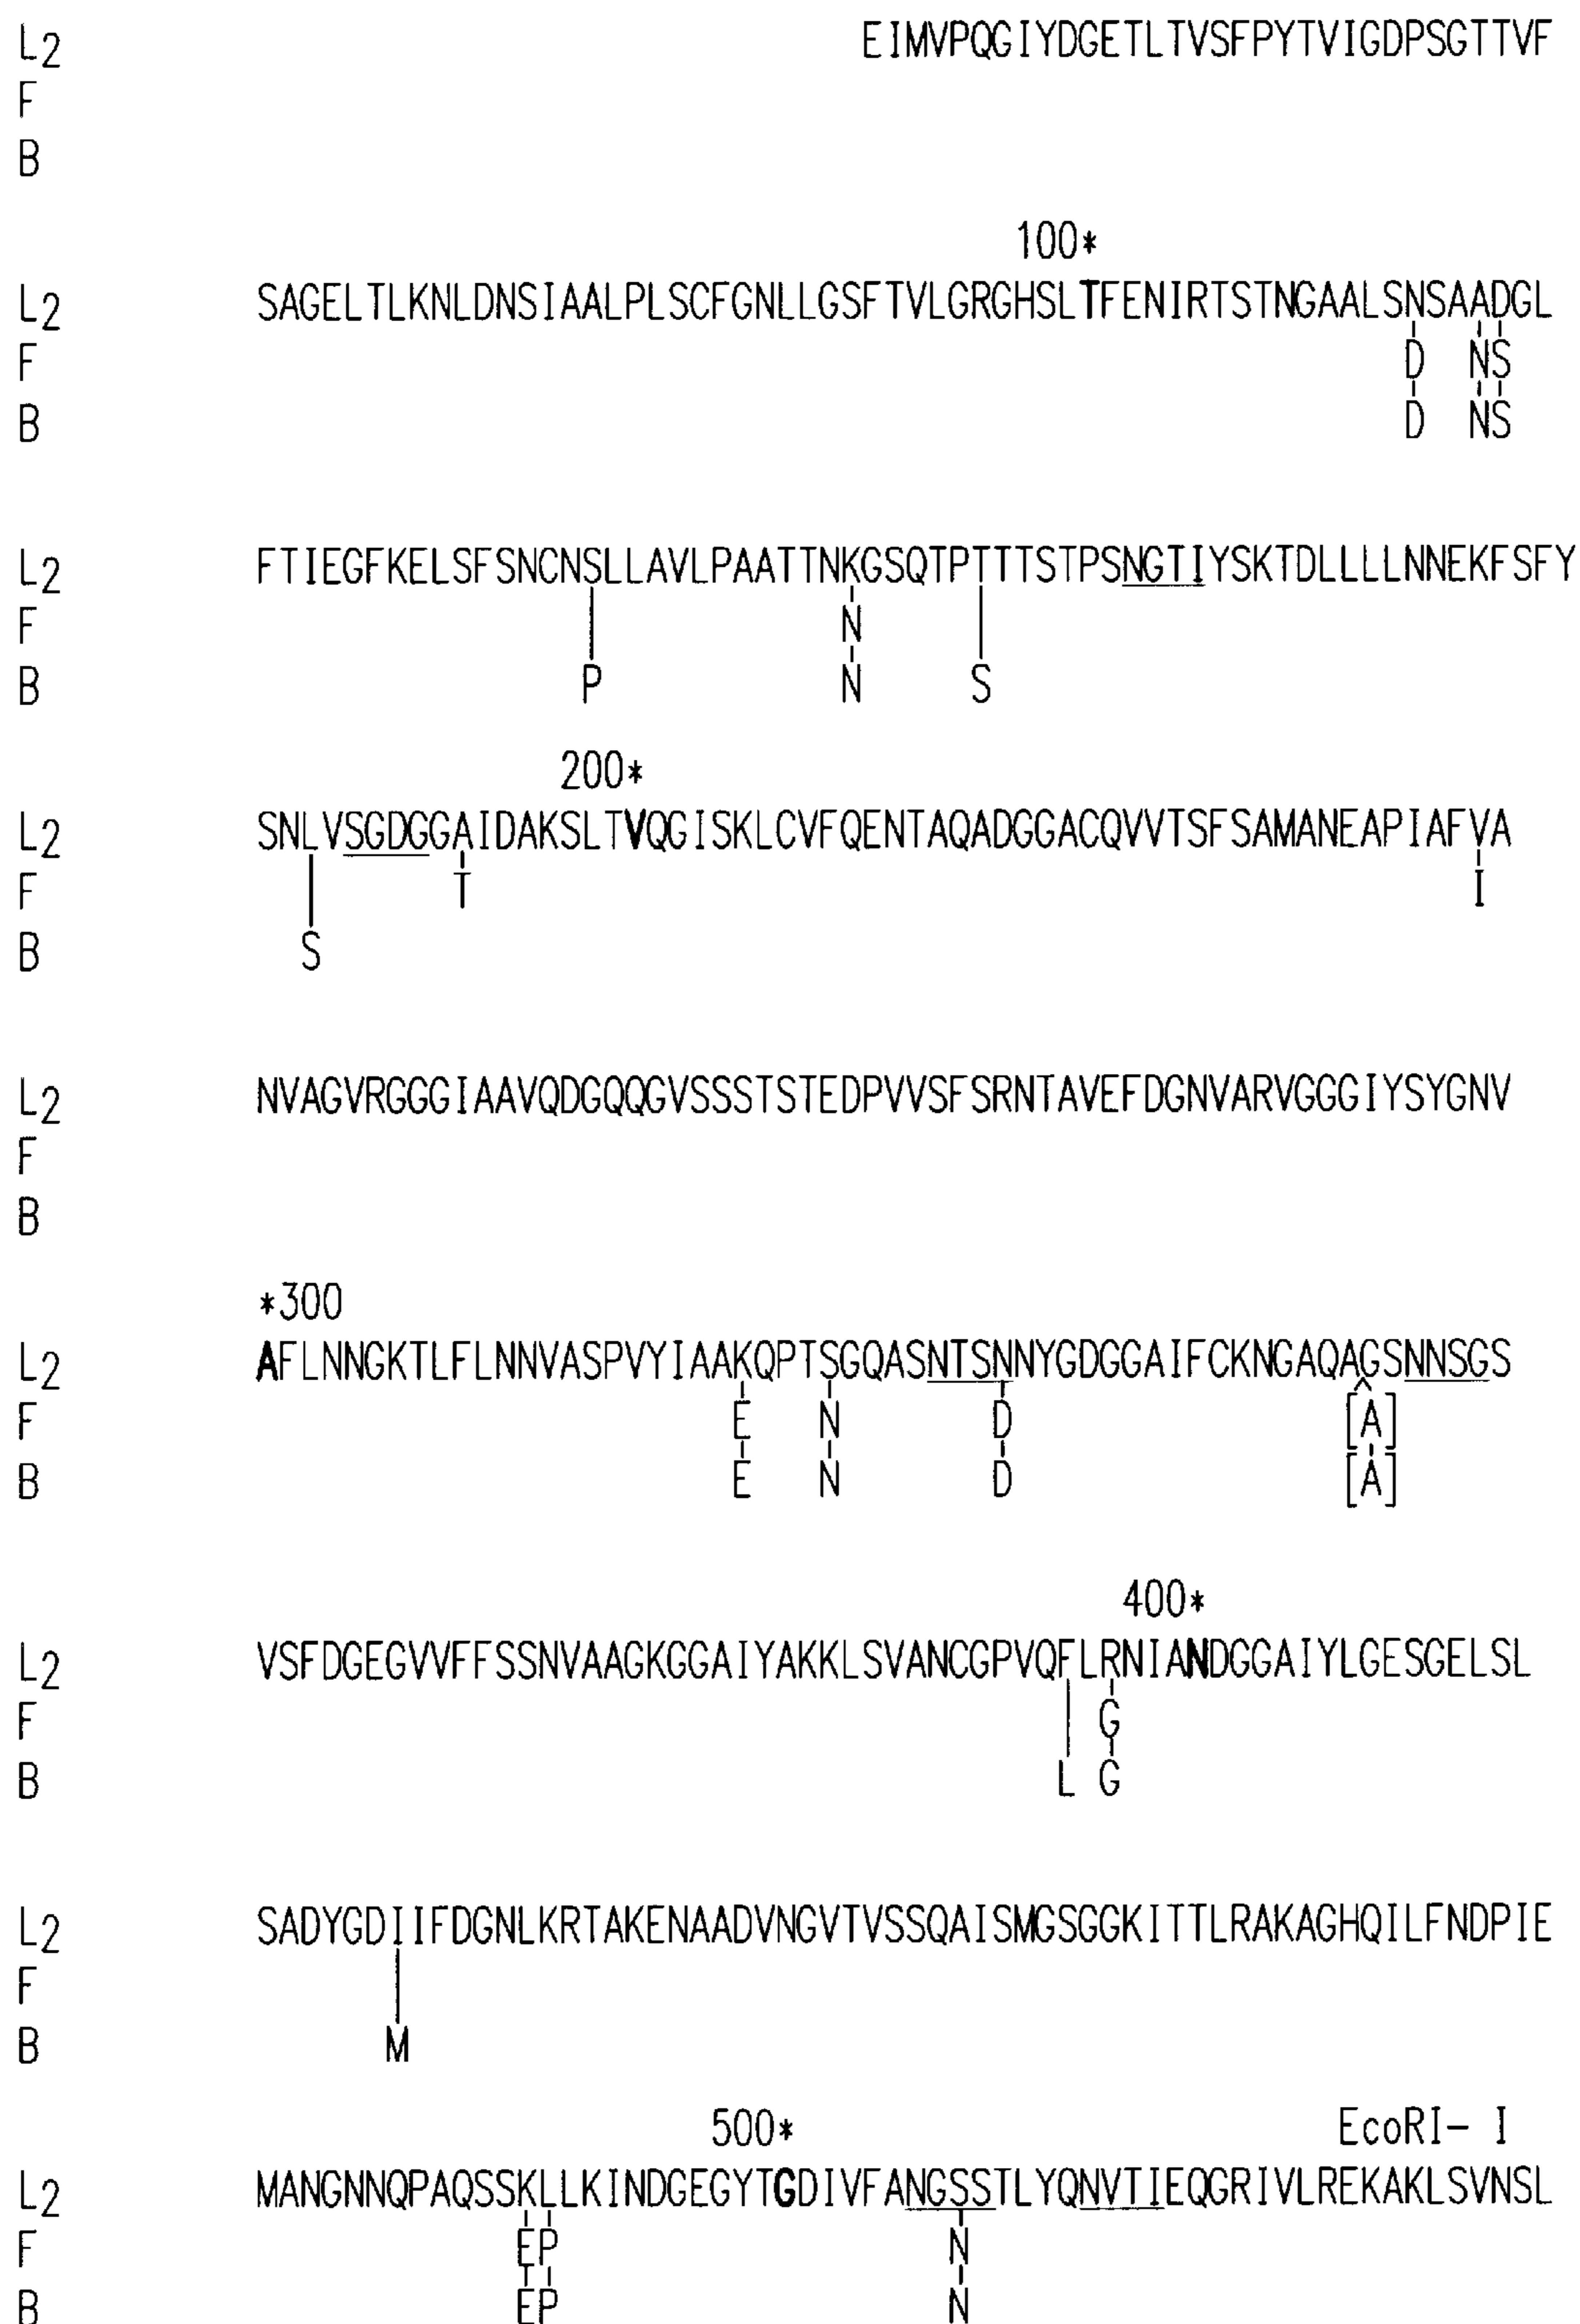 L2 EIMVPQGIYDGETLTVSFPYTVIGDPSGTTVF
F
B
100*
L2 SAGELTLKNLDNSIAALPLSCFGNLLGSFTVLGRGHSLTFENIRTSTNGAALSNSAADGL
F D NS
B D NS
L2 FTIEGFKELSFSNCNSLLAVLPAATTNKGSQTPTTTSTPSNGTIYSKTDLLLLNNEKFSFY
F N
B P N S
200*
L2 SNLVSGDGGAIDAKSLTVQGISKLCVFQENTAQADGGACQVVTSFSAMANEAPIAFVA
F T I
B S
L2 NVAGVRGGGIAAVQDGQQGVSSSTSTEDPVVSFSRNTAVEFDGNVARVGGGIYSYGNV
F
B
*300
L2 AFLNNGKTLFLNNVASPVYIAAKQPTSGQASNTSNNYGDGGAIFCKNGAQAGSNNSGS
F E N D [A]
B E N D [A]
400*
L2 VSFDGEGVVFFSSNVAAGKGGAIYAKKLSVANCGPVQFLRNIANDGGAIYLGESGELSL
F G
B L G
L2 SADYGDIIFDGNLKRTAKENAADVNGVTVSSQAISMGSGGKITTLRAKAGHQILFNDPIE
F
B M
500* EcoRI- I
L2 MANGNNQPAQSSKLLKINDGEGYTGDIVFANGSSTLYQNVTIEQGRIVLREKAKLSVNSL
F EP N
B EP N